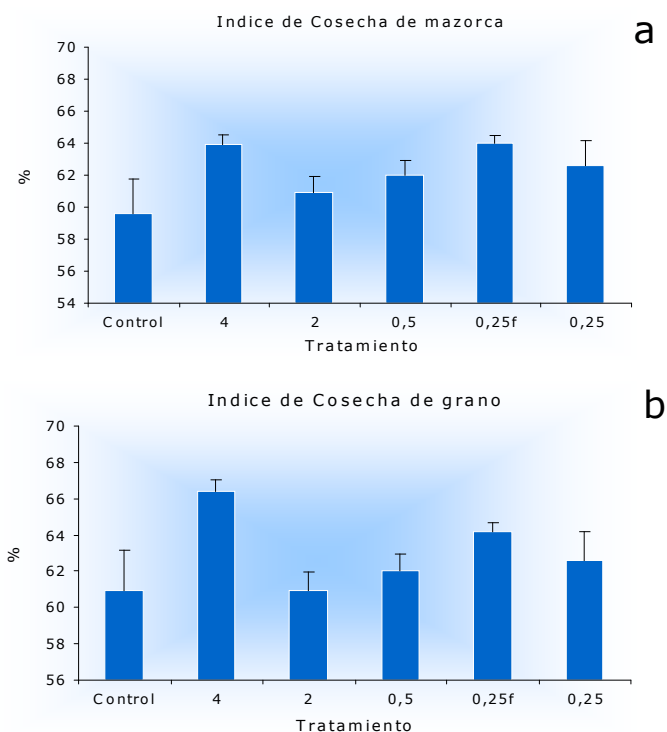 Indice de Cosecha de mazorca
a
70
68
66
64
62
60
58
56
54
%
Control 4 2 0,5 0,25f 0,25
Tratamiento
Indice de Cosecha de grano
b
70
68
66
64
62
60
58
56
%
Control 4 2 0,5 0,25f 0,25
Tratamiento